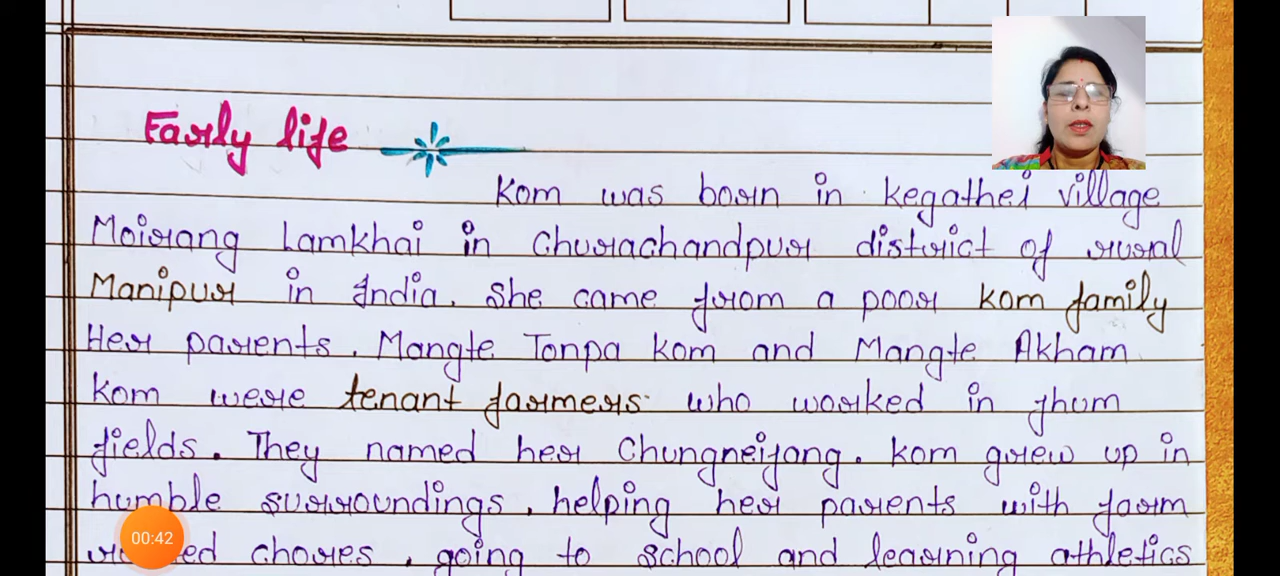 Early life
Kom was born in Kegathei village
Moirang Lamkhai in Churachandpur district of rural
Manipur in India. She came from a poor kom family
Her parents, Mangte Tonpa kom and Mangte Akham
kom were tenant farmers who worked in jhum
fields. They named her Chungneijang. Kom grew up in
humble surroundings, helping her parents with farm
chores, going to school and learning athletics
00:42